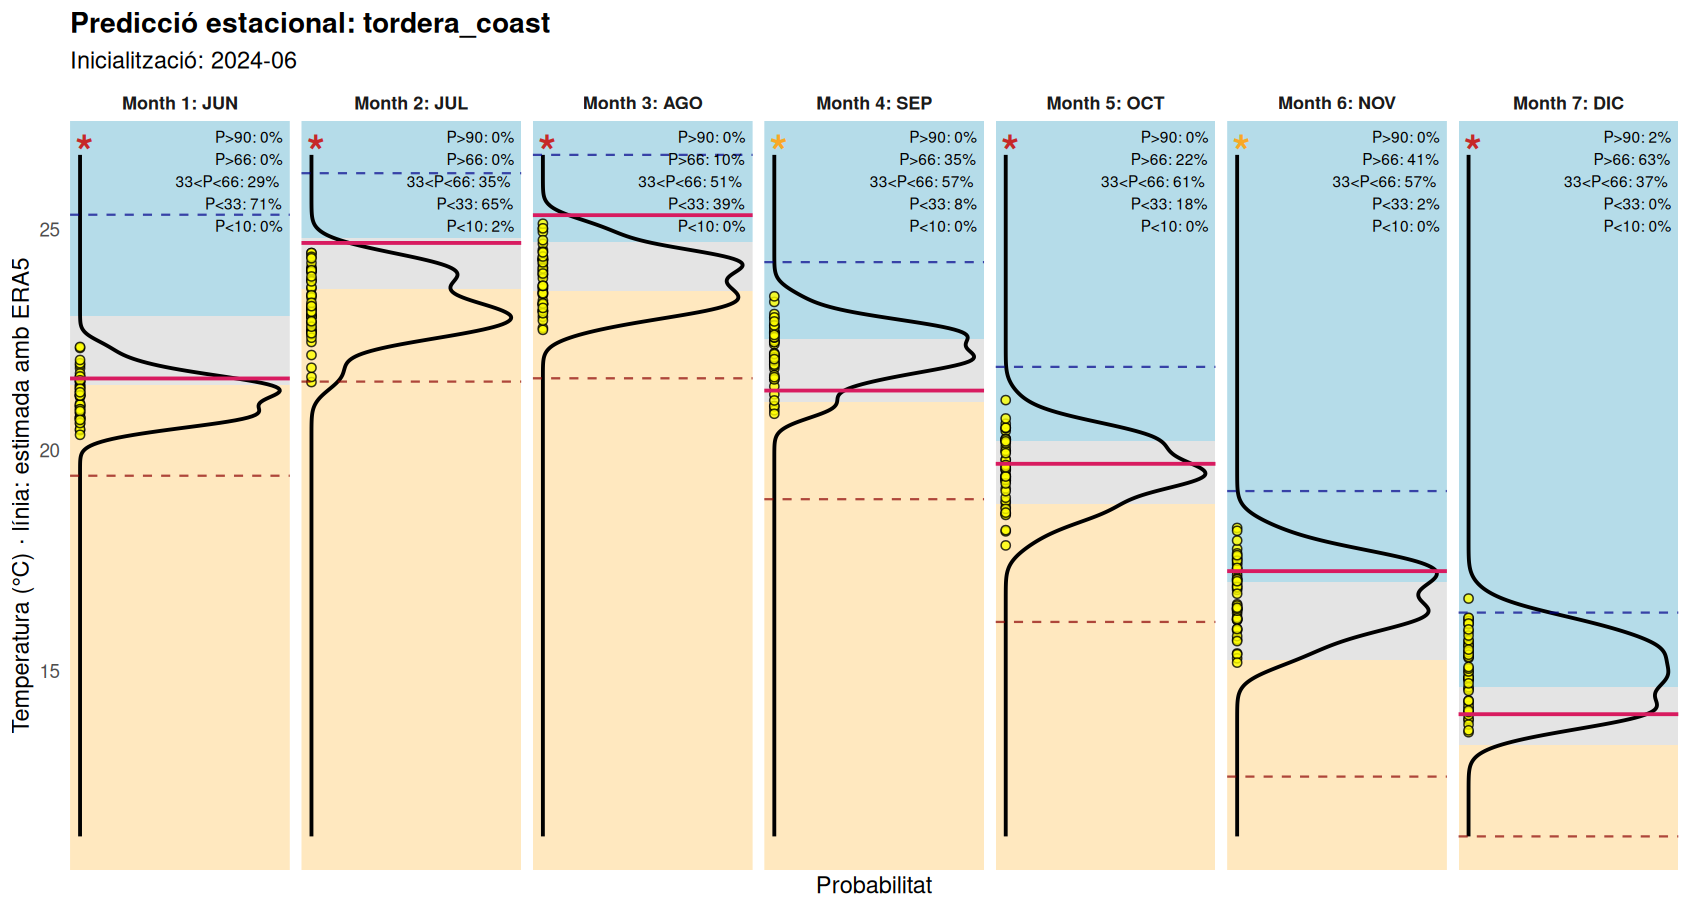 Predicció estacional: tordera_coast
Inicialització: 2024-06
Month 1: JUN
Month 2: JUL
Month 3: AGO
Month 4: SEP
Month 5: OCT
Month 6: NOV
Month 7: DIC
*
P>90: 0%
P>66: 0%
33<P<66: 29%
P<33: 71%
P<10: 0%
*
P>90: 0%
P>66: 0%
33<P<66: 35%
P<33: 65%
P<10: 2%
*
P>90: 0%
P>66: 10%
33<P<66: 51%
P<33: 39%
P<10: 0%
*
P>90: 0%
P>66: 35%
33<P<66: 57%
P<33: 8%
P<10: 0%
*
P>90: 0%
P>66: 22%
33<P<66: 61%
P<33: 18%
P<10: 0%
*
P>90: 0%
P>66: 41%
33<P<66: 57%
P<33: 2%
P<10: 0%
*
P>90: 2%
P>66: 63%
33<P<66: 37%
P<33: 0%
P<10: 0%
25
20
15
Temperatura (°C) · línia: estimada amb ERA5
Probabilitat